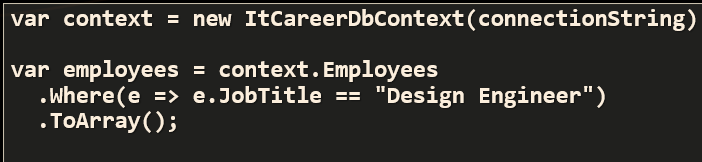 var context = new ItCareerDbContext(connectionString)
var employees = context.Employees
.Where(e => e.JobTitle == "Design Engineer")
.ToArray();